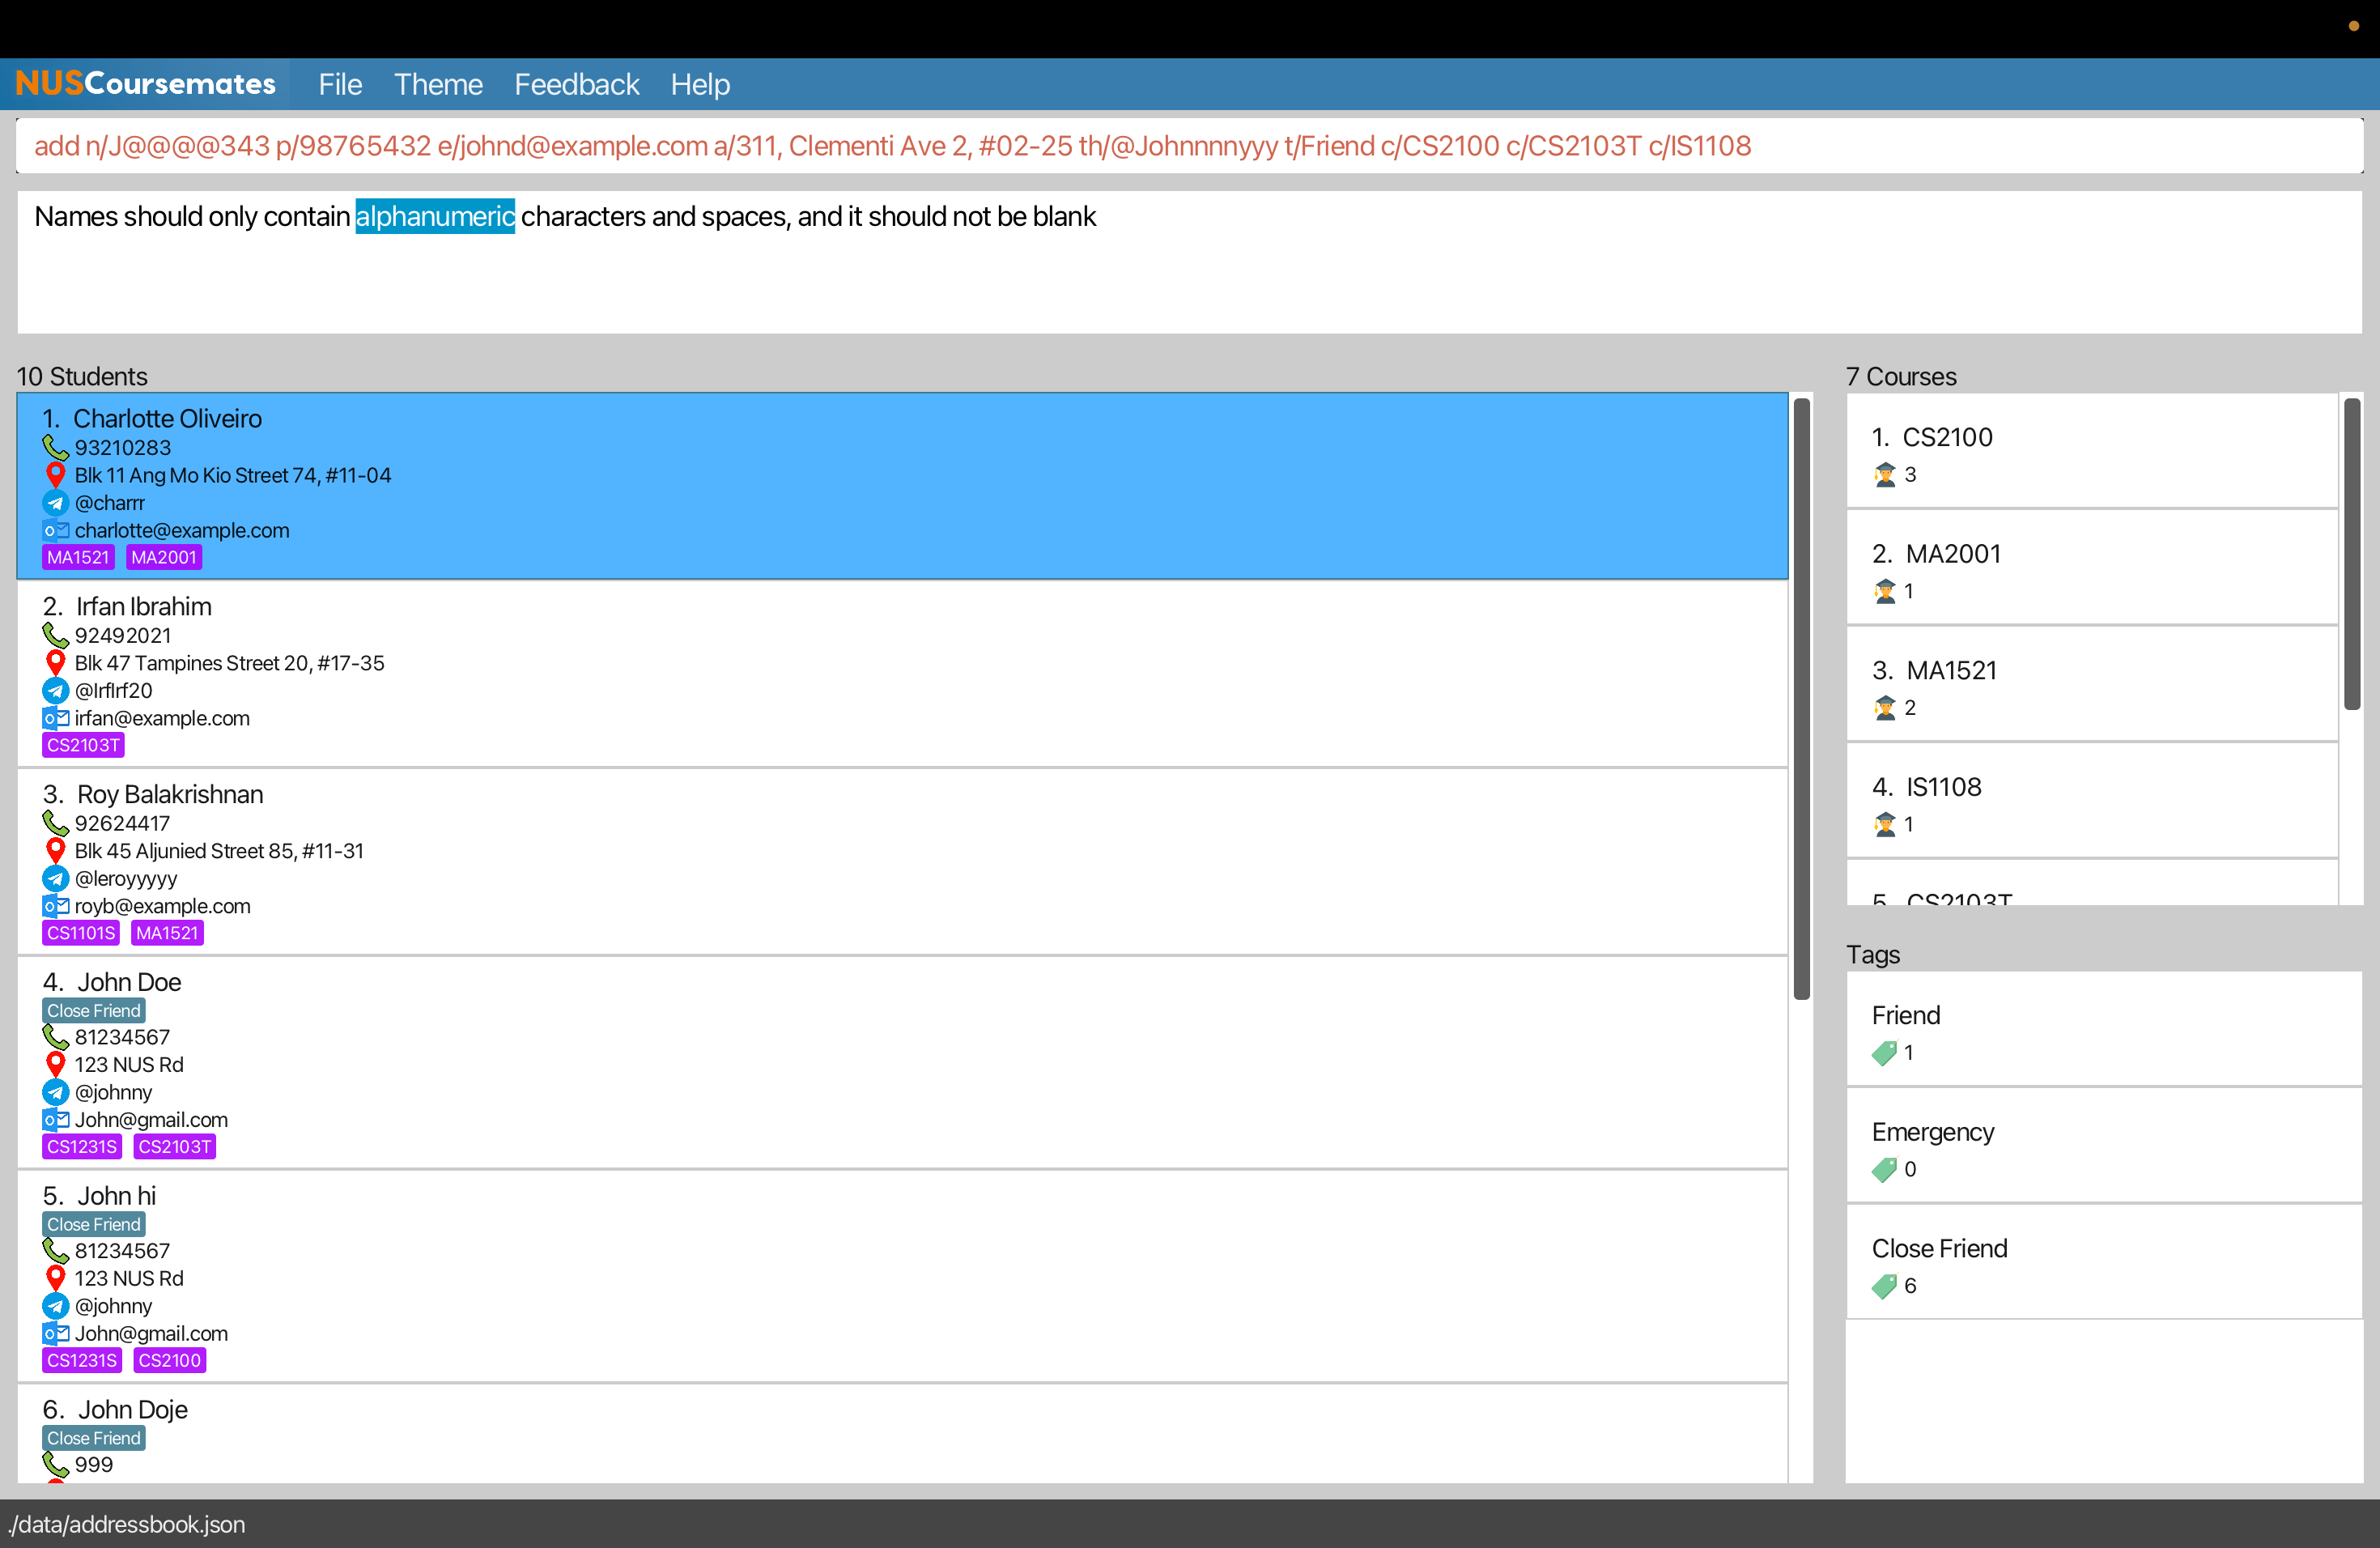 NUSCoursemates File Theme Feedback Help
add n/J@@@@343 p/98765432 e/johnd@example.com a/311, Clementi Ave 2, #02-25 th/@Johnnnnyyy t/Friend c/CS2100 c/CS2103T c/IS1108
Names should only contain alphanumeric characters and spaces, and it should not be blank
10 Students
1. Charlotte Oliveiro
93210283
Blk 11 Ang Mo Kio Street 74, #11-04
@charrr
charlotte@example.com
MA1521 MA2001
2. Irfan Ibrahim
92492021
Blk 47 Tampines Street 20, #17-35
@IrfIrf20
irfan@example.com
CS2103T
3. Roy Balakrishnan
92624417
Blk 45 Aljunied Street 85, #11-31
@leroyyyyy
royb@example.com
CS1101S MA1521
4. John Doe
Close Friend
81234567
123 NUS Rd
@johnny
John@gmail.com
CS1231S CS2103T
5. John hi
Close Friend
81234567
123 NUS Rd
@johnny
John@gmail.com
CS1231S CS2100
6. John Doje
Close Friend
999
7 Courses
1. CS2100
3
2. MA2001
1
3. MA1521
2
4. IS1108
1
5. CS2103T
Tags
Friend
1
Emergency
0
Close Friend
6
./data/addressbook.json